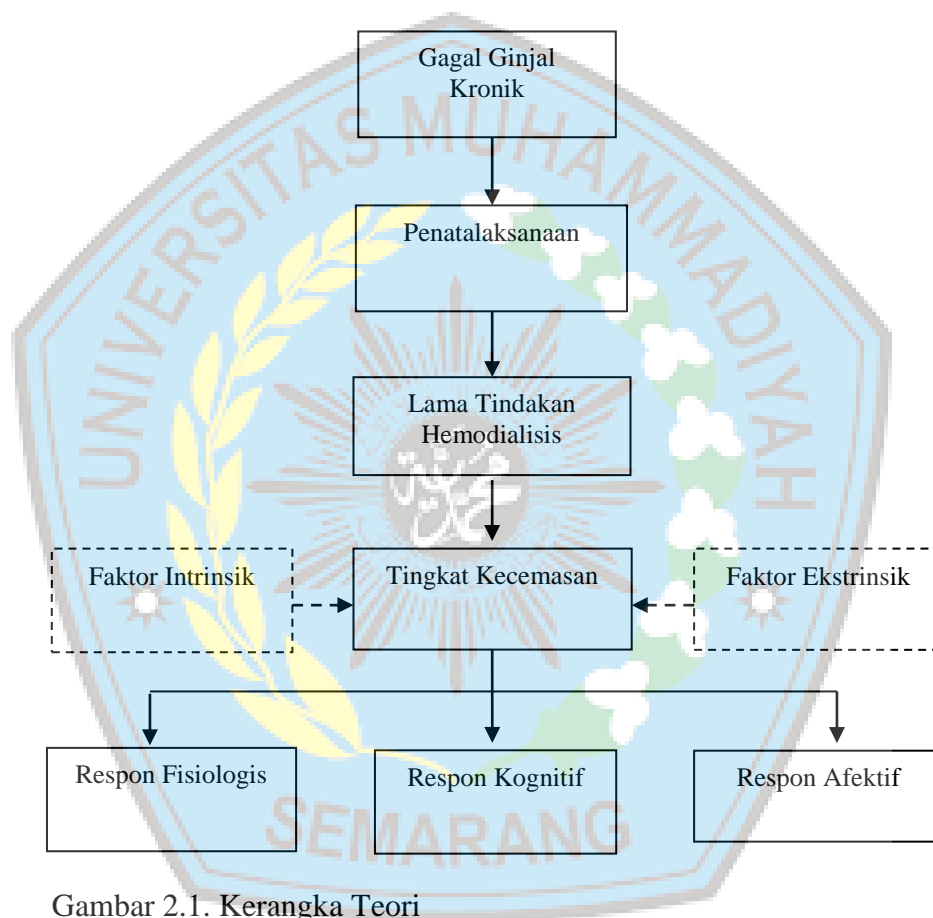 Gagal Ginjal
Kronik
UNIVERSITAS MUHAMMADIYAH
Penatalaksanaan
Lama Tindakan
Hemodialisis
Faktor Intrinsik
Tingkat Kecemasan
Faktor Ekstrinsik
Respon Fisiologis
Respon Kognitif
Respon Afektif
SEMARANG
Gambar 2.1. Kerangka Teori